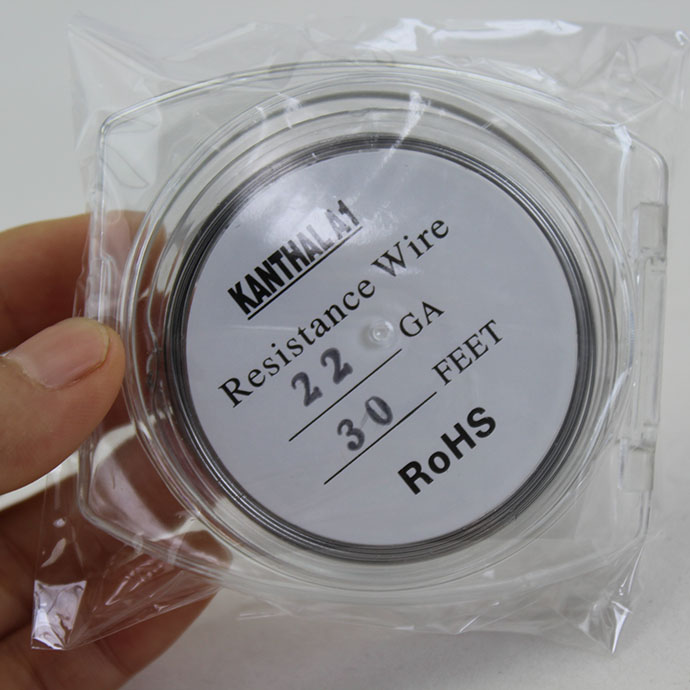 KANTHAL A1
Resistance Wire
22 GA
30 FEET
RoHS